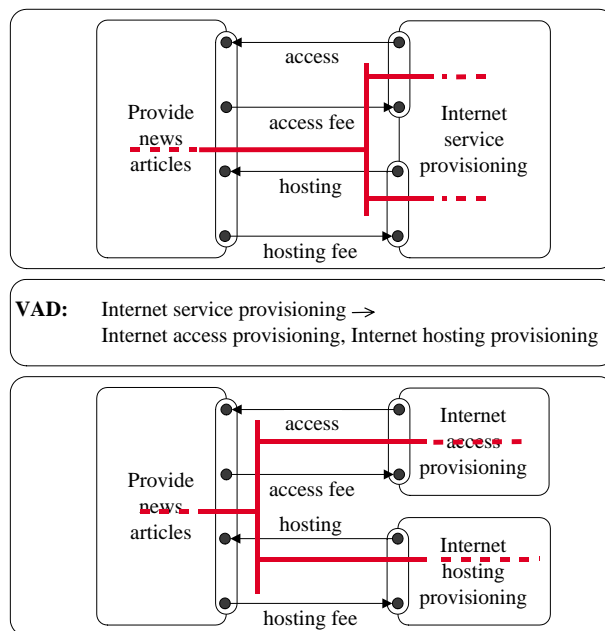 access
Provide
news
articles
access fee
Internet
service
provisioning
hosting
hosting fee
VAD: Internet service provisioning →
Internet access provisioning, Internet hosting provisioning
access
Internet
access
provisioning
Provide
news
articles
access fee
hosting
Internet
hosting
provisioning
hosting fee